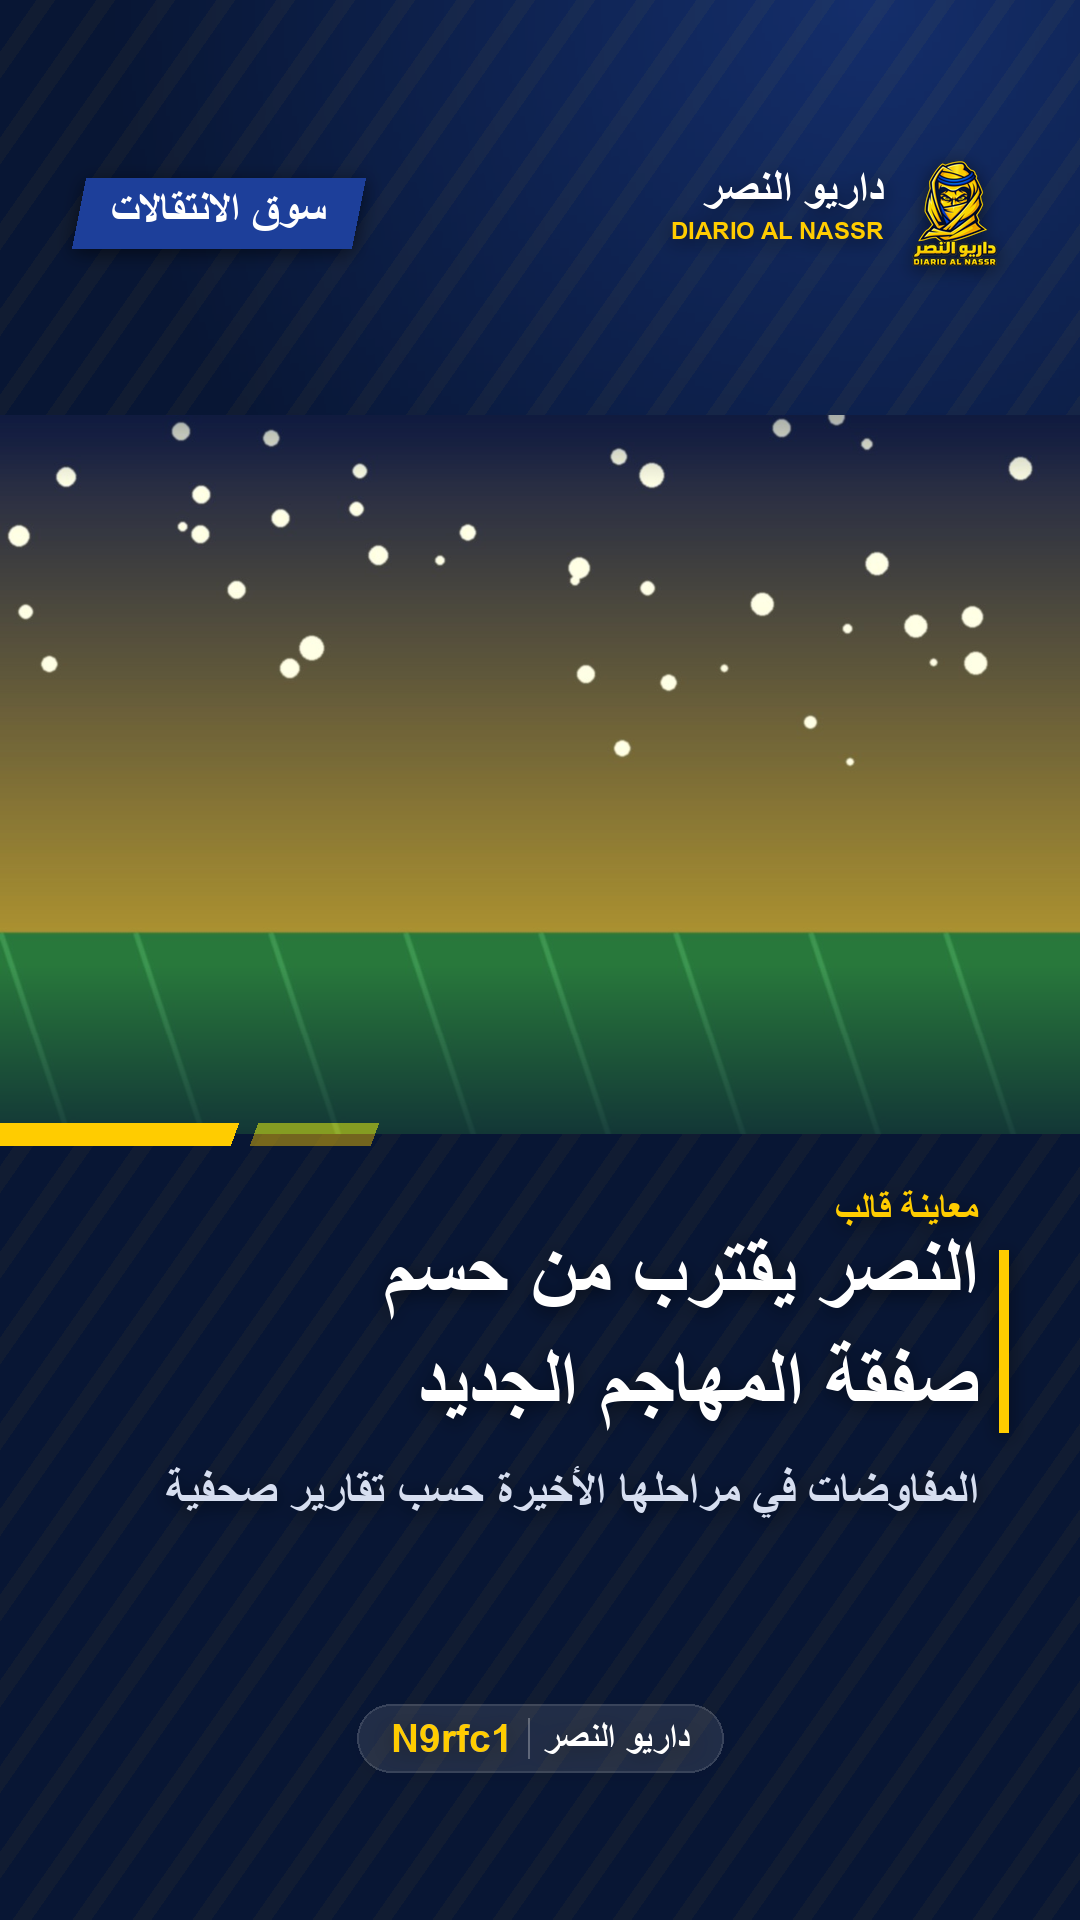 داريو النصر
DIARIO AL NASSR
داريو النصر
DIARIO AL NASSR
سوق الانتقالات
معاينة قالب
النصر يقترب من حسم
صفقة المهاجم الجديد
المفاوضات في مراحلها الأخيرة حسب تقارير صحفية
داريو النصر | N9rfc1